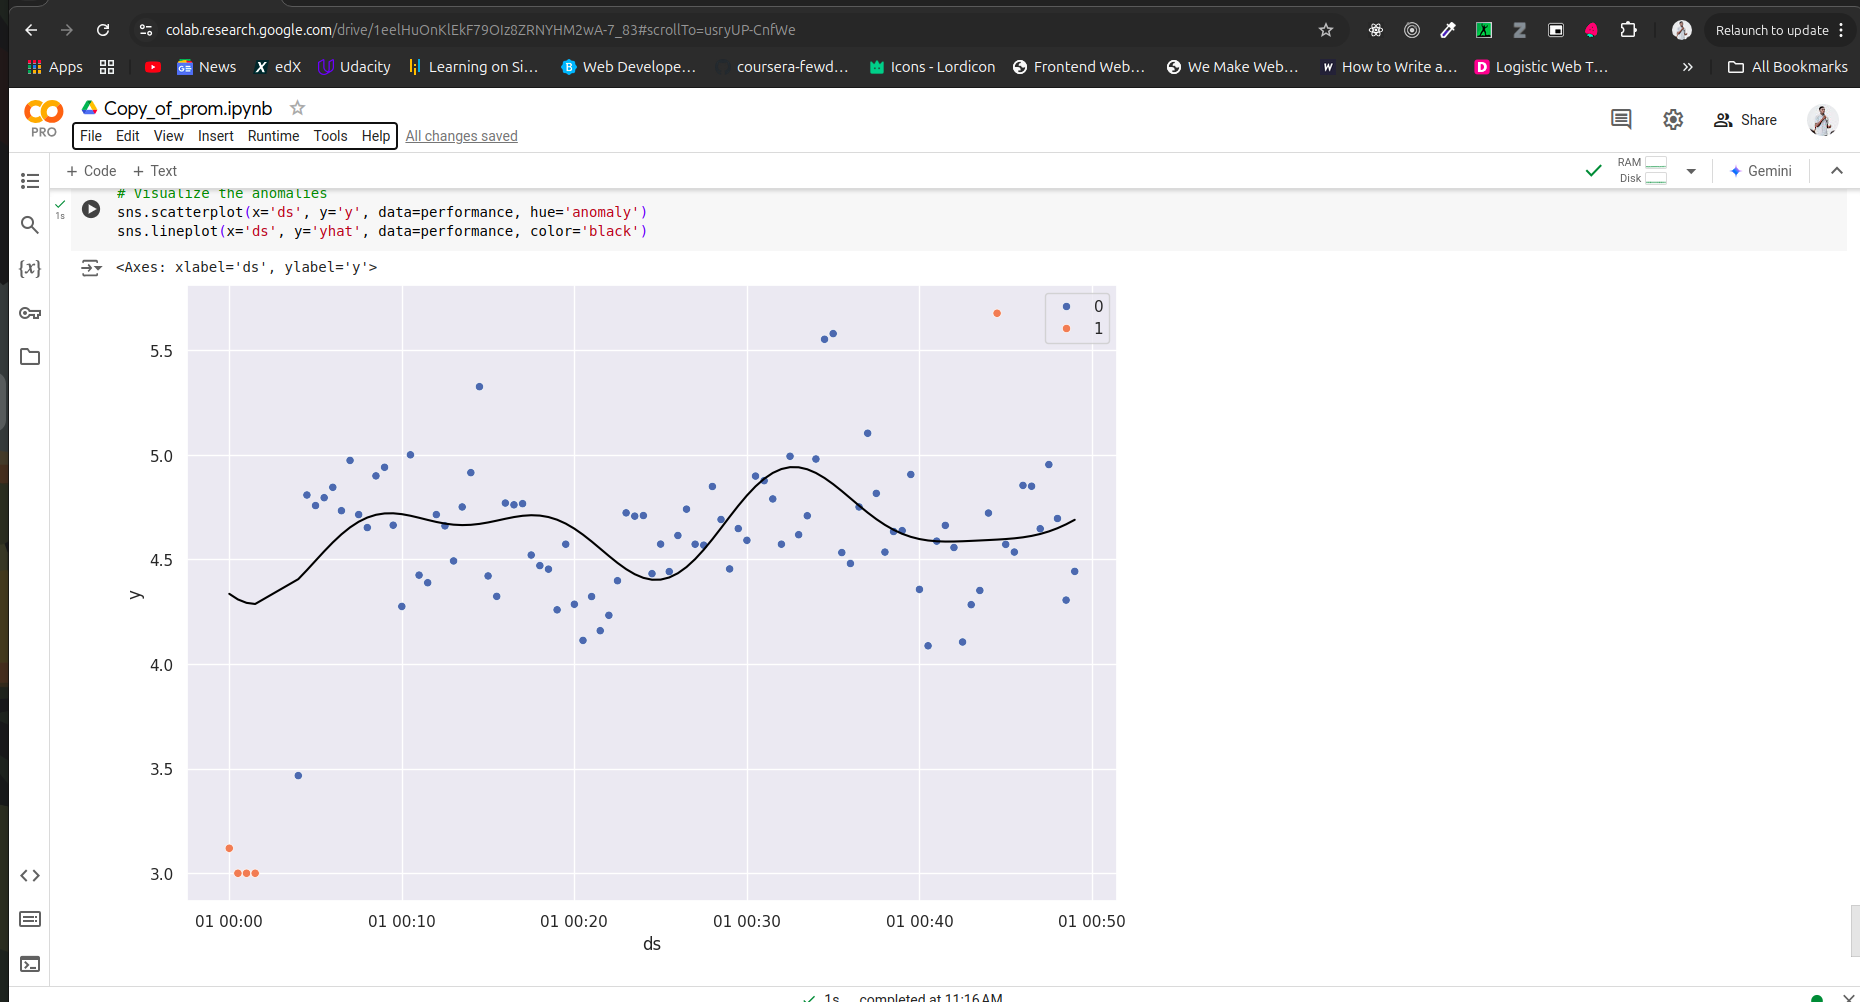 colab.research.google.com/drive/1eelHuOnKlEkF79OIz8ZRNYHM2wA-7_83#scrollTo=usryUP-CnfWe
Relaunch to update
Apps
News
edX
Udacity
Learning on Si...
Web Develope...
coursera-fewd...
Icons - Lordicon
Frontend Web...
We Make Web...
How to Write a...
Logistic Web T...
»
All Bookmarks
CO
PRO
Copy_of_prom.ipynb
File Edit View Insert Runtime Tools Help
All changes saved
Share
+ Code + Text
RAM
Disk
Gemini
1s
# Visualize the anomalies
sns.scatterplot(x='ds', y='y', data=performance, hue='anomaly')
sns.lineplot(x='ds', y='yhat', data=performance, color='black')
<Axes: xlabel='ds', ylabel='y'>
0
1
5.5
5.0
4.5
4.0
3.5
3.0
y
01 00:00 01 00:10 01 00:20 01 00:30 01 00:40 01 00:50
ds
1s completed at 11:16 AM